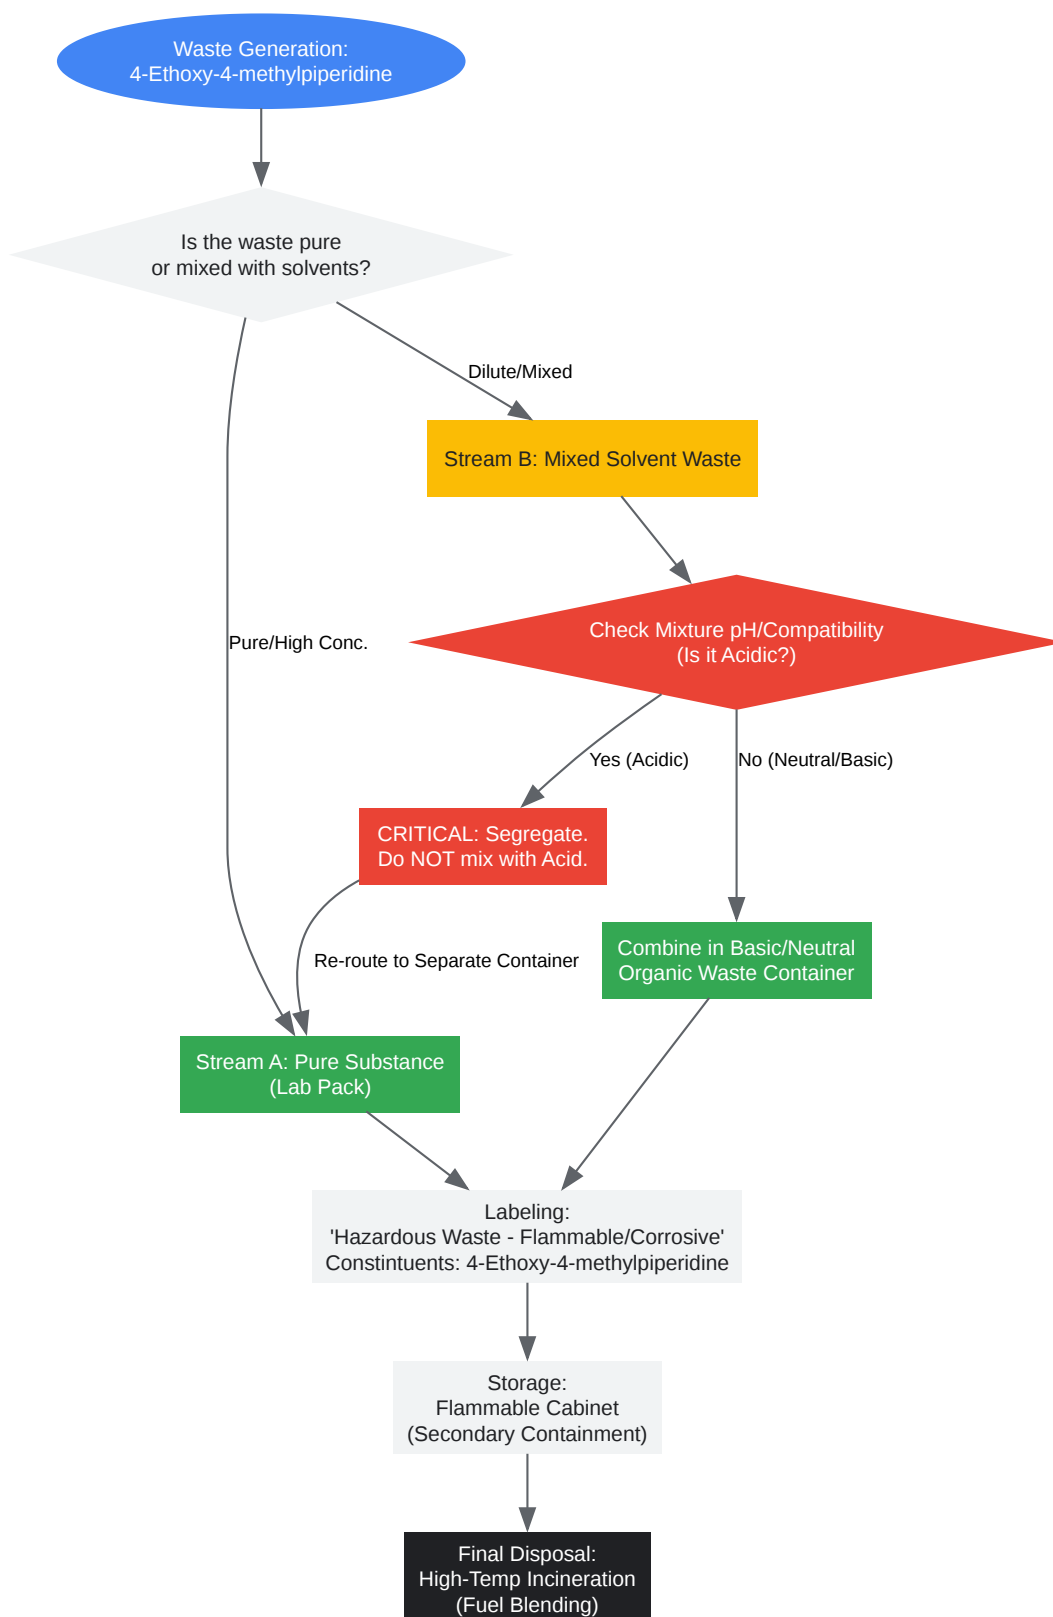 Waste Generation:
4-Ethoxy-4-methylpiperidine
Is the waste pure
or mixed with solvents?
Dilute/Mixed
Stream B: Mixed Solvent Waste
Pure/High Conc.
Check Mixture pH/Compatibility
(Is it Acidic?)
Yes (Acidic)
No (Neutral/Basic)
CRITICAL: Segregate.
Do NOT mix with Acid.
Combine in Basic/Neutral
Organic Waste Container
Re-route to Separate Container
Stream A: Pure Substance
(Lab Pack)
Labeling:
'Hazardous Waste - Flammable/Corrosive'
Constintuents: 4-Ethoxy-4-methylpiperidine
Storage:
Flammable Cabinet
(Secondary Containment)
Final Disposal:
High-Temp Incineration
(Fuel Blending)